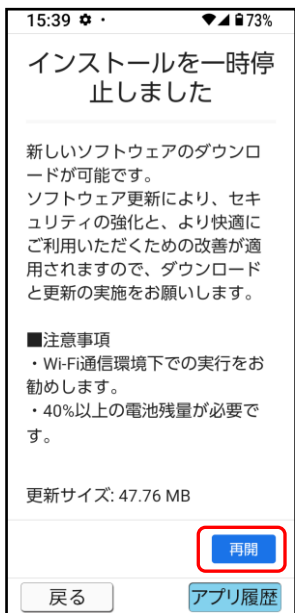 15:39 73%
インストールを一時停
止しました
新しいソフトウェアのダウンロ
ードが可能です。
ソフトウェア更新により、セキ
ュリティの強化と、より快適に
ご利用いただくための改善が適
用されますので、ダウンロード
と更新の実施をお願いします。
■注意事項
・Wi-Fi通信環境下での実行をお
勧めします。
・40%以上の電池残量が必要で
す。
更新サイズ: 47.76 MB
再開
戻る アプリ履歴